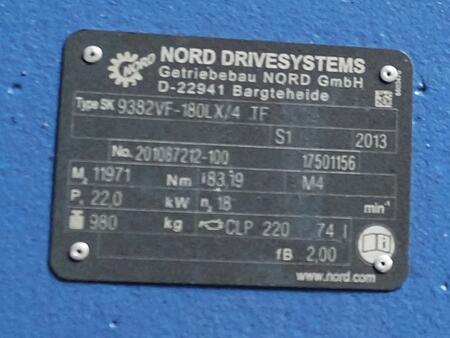 NORD
NORD DRIVESYSTEMS
Getriebebau NORD GmbH
D-22941 Bargteheide
Type SK 9382VF-180LX/4 TF
S1 2013
No. 201087212-100 17501156
M₂ 11971 Nm i 83,19 M4
P₁ 22,0 kW n₂ 18 min⁻¹
980 kg CLP 220 74 l
fB 2,00
www.nord.com